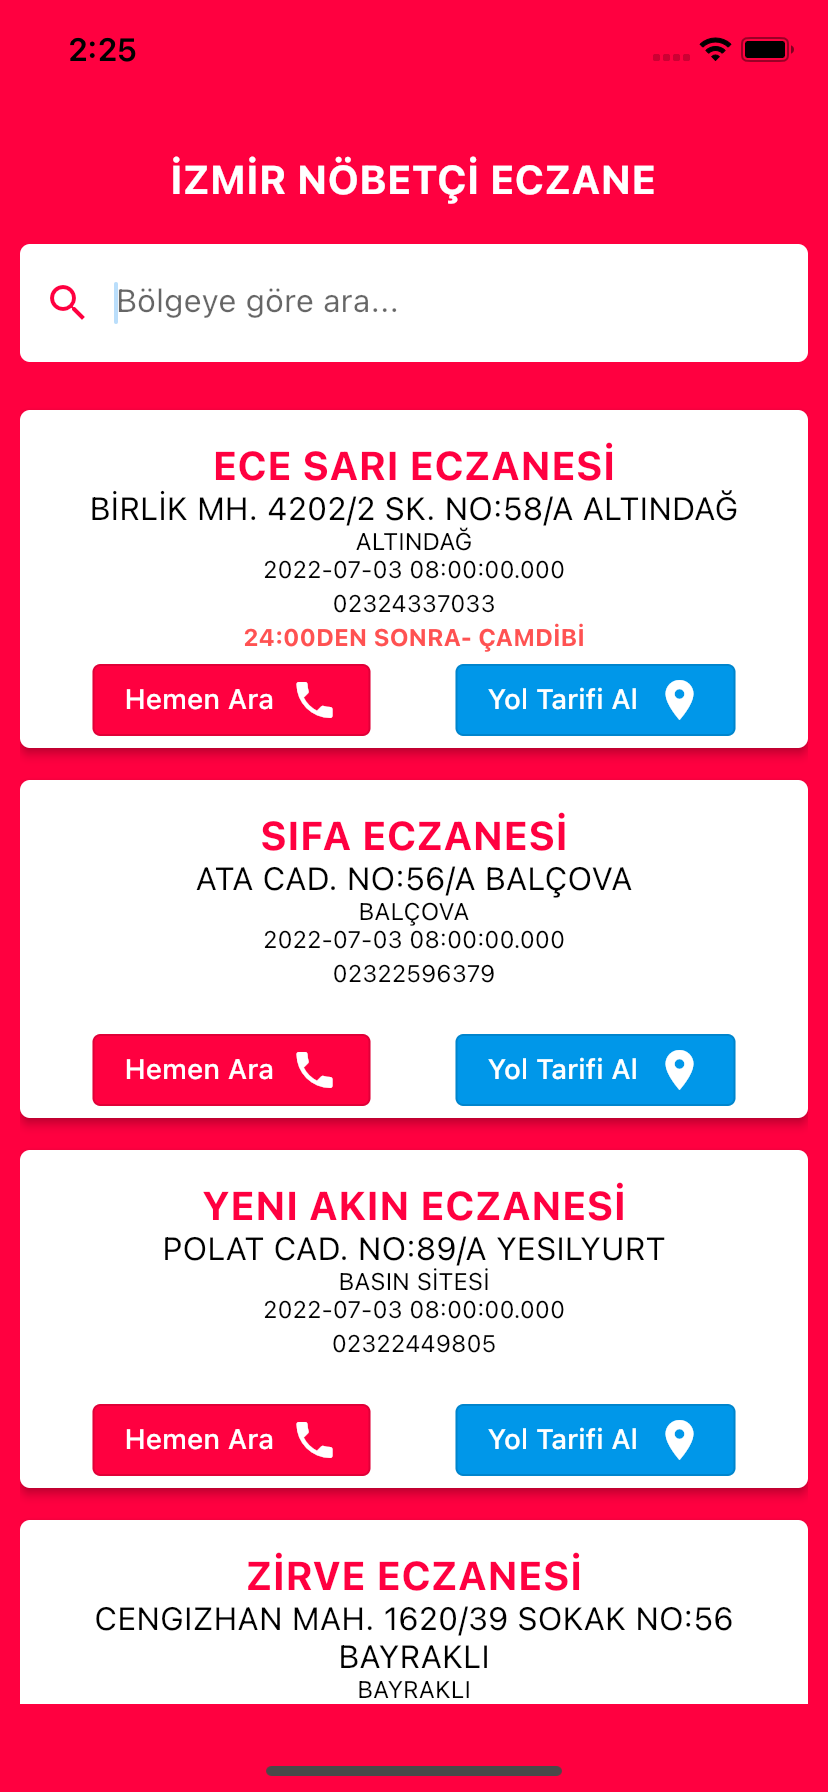 2:25
İZMİR NÖBETÇİ ECZANE
Bölgeye göre ara...
ECE SARI ECZANESİ
BİRLİK MH. 4202/2 SK. NO:58/A ALTINDAĞ
ALTINDAĞ
2022-07-03 08:00:00.000
02324337033
24:00DEN SONRA- ÇAMDİBİ
Hemen Ara
Yol Tarifi Al
SIFA ECZANESİ
ATA CAD. NO:56/A BALÇOVA
BALÇOVA
2022-07-03 08:00:00.000
02322596379
Hemen Ara
Yol Tarifi Al
YENI AKIN ECZANESİ
POLAT CAD. NO:89/A YESILYURT
BASIN SİTESİ
2022-07-03 08:00:00.000
02322449805
Hemen Ara
Yol Tarifi Al
ZİRVE ECZANESİ
CENGIZHAN MAH. 1620/39 SOKAK NO:56
BAYRAKLI
BAYRAKLI